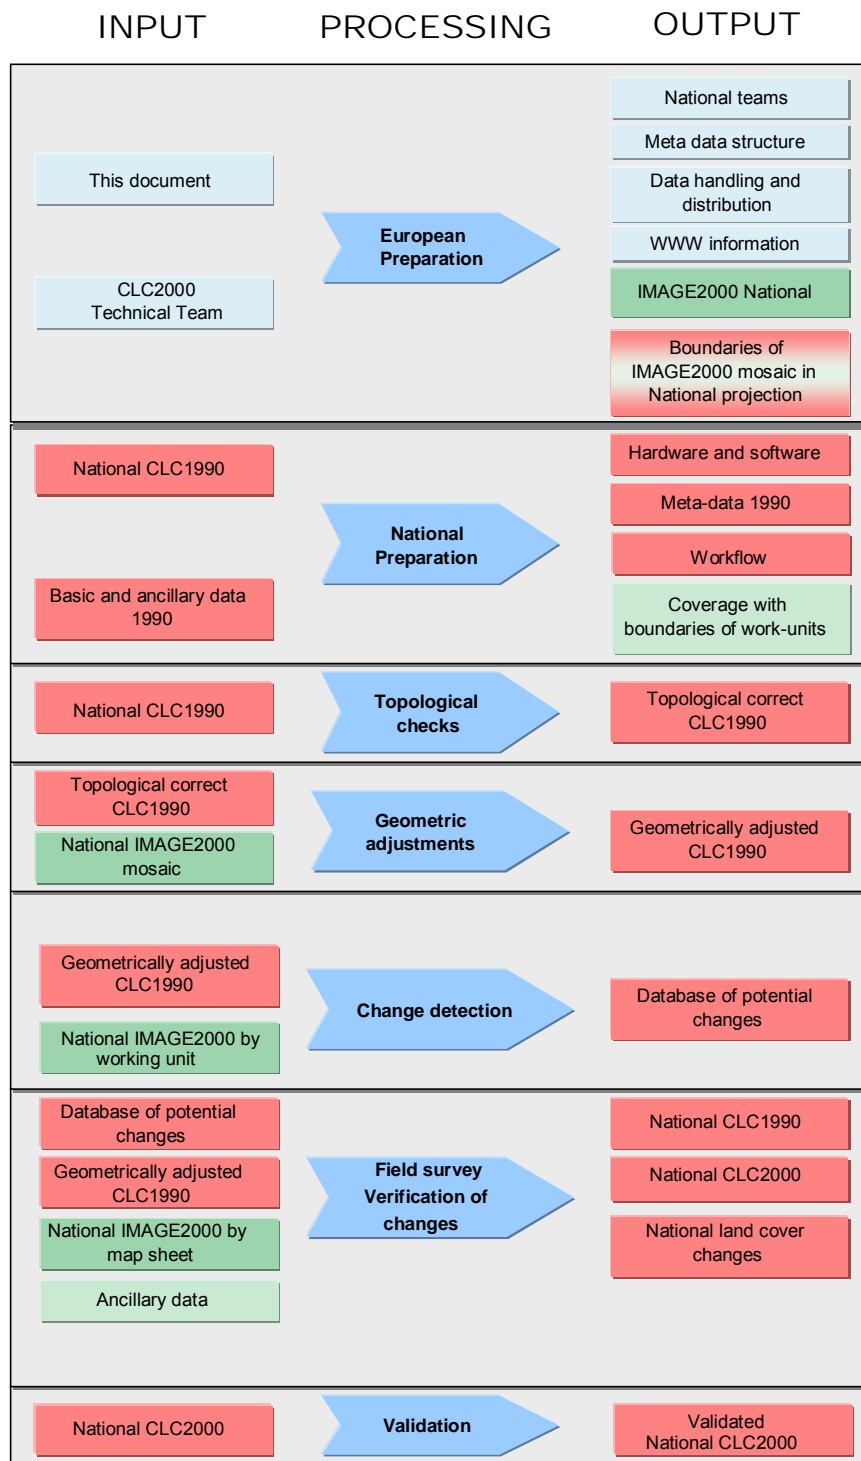 INPUT
PROCESSING
OUTPUT
This document
CLC2000
Technical Team
European
Preparation
National teams
Meta data structure
Data handling and
distribution
WWW information
IMAGE2000 National
Boundaries of
IMAGE2000 mosaic in
National projection
National CLC1990
Basic and ancillary data
1990
National
Preparation
Hardware and software
Meta-data 1990
Workflow
Coverage with
boundaries of work-units
National CLC1990
Topological
checks
Topological correct
CLC1990
Topological correct
CLC1990
National IMAGE2000
mosaic
Geometric
adjustments
Geometrically adjusted
CLC1990
Geometrically adjusted
CLC1990
National IMAGE2000 by
working unit
Change detection
Database of potential
changes
Database of potential
changes
Geometrically adjusted
CLC1990
National IMAGE2000 by
map sheet
Ancillary data
Field survey
Verification of
changes
National CLC1990
National CLC2000
National land cover
changes
National CLC2000
Validation
Validated
National CLC2000